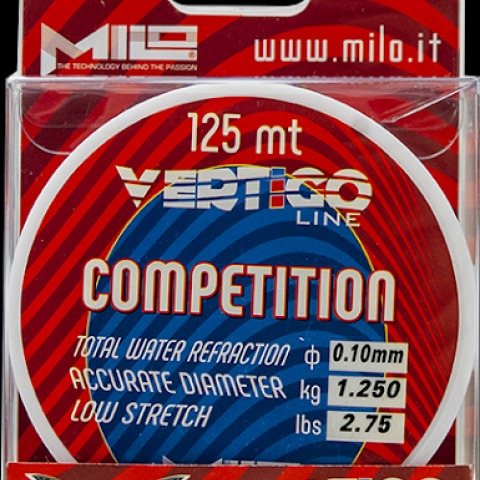 MILO®
THE TECHNOLOGY BEHIND THE PASSION
www.milo.it
125 mt
VERTIGO
LINE
COMPETITION
TOTAL WATER REFRACTION φ 0.10mm
ACCURATE DIAMETER kg 1.250
LOW STRETCH lbs 2.75